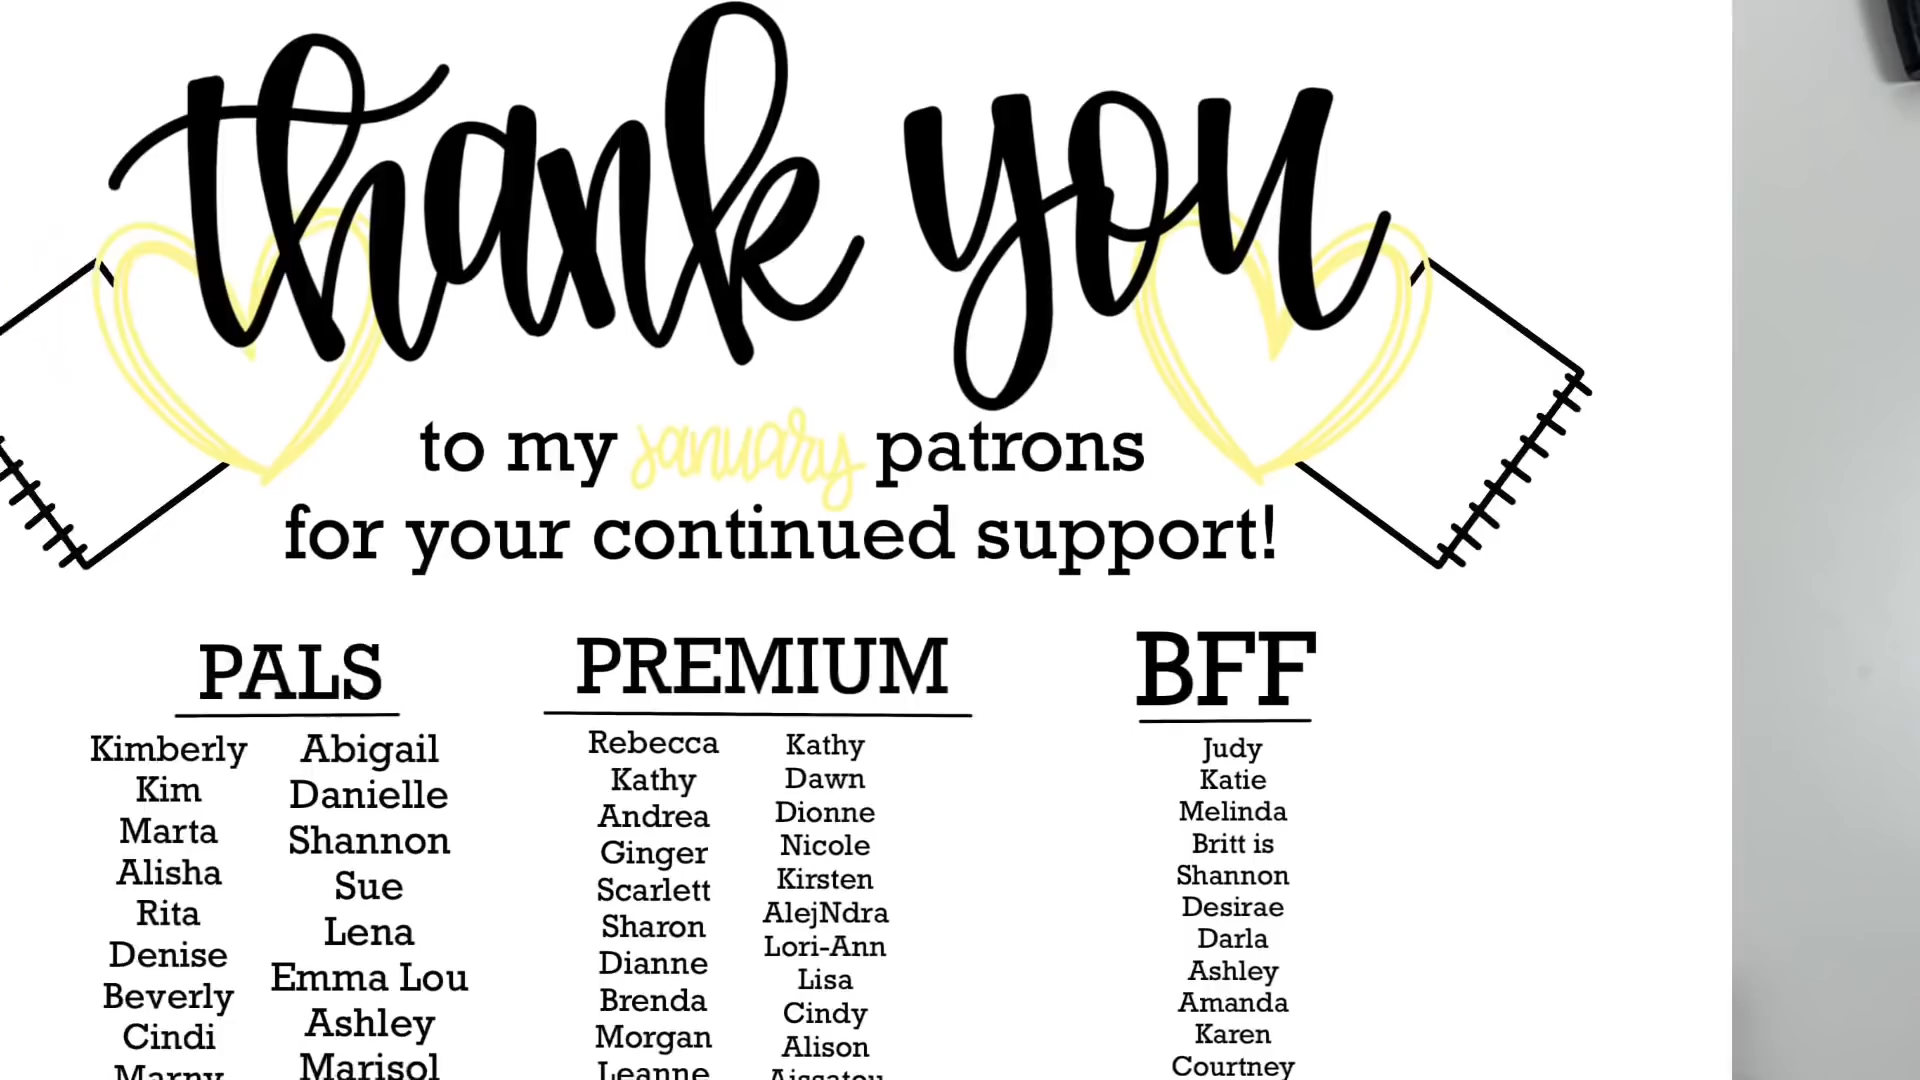 thank you
to my january patrons
for your continued support!
PALS
Kimberly
Kim
Marta
Alisha
Rita
Denise
Beverly
Cindi
Marny
Abigail
Danielle
Shannon
Sue
Lena
Emma Lou
Ashley
Marisol
PREMIUM
Rebecca
Kathy
Andrea
Ginger
Scarlett
Sharon
Dianne
Brenda
Morgan
Leanne
Kathy
Dawn
Dionne
Nicole
Kirsten
AlejNdra
Lori-Ann
Lisa
Cindy
Alison
Aissatou
BFF
Judy
Katie
Melinda
Britt is
Shannon
Desirae
Darla
Ashley
Amanda
Karen
Courtney